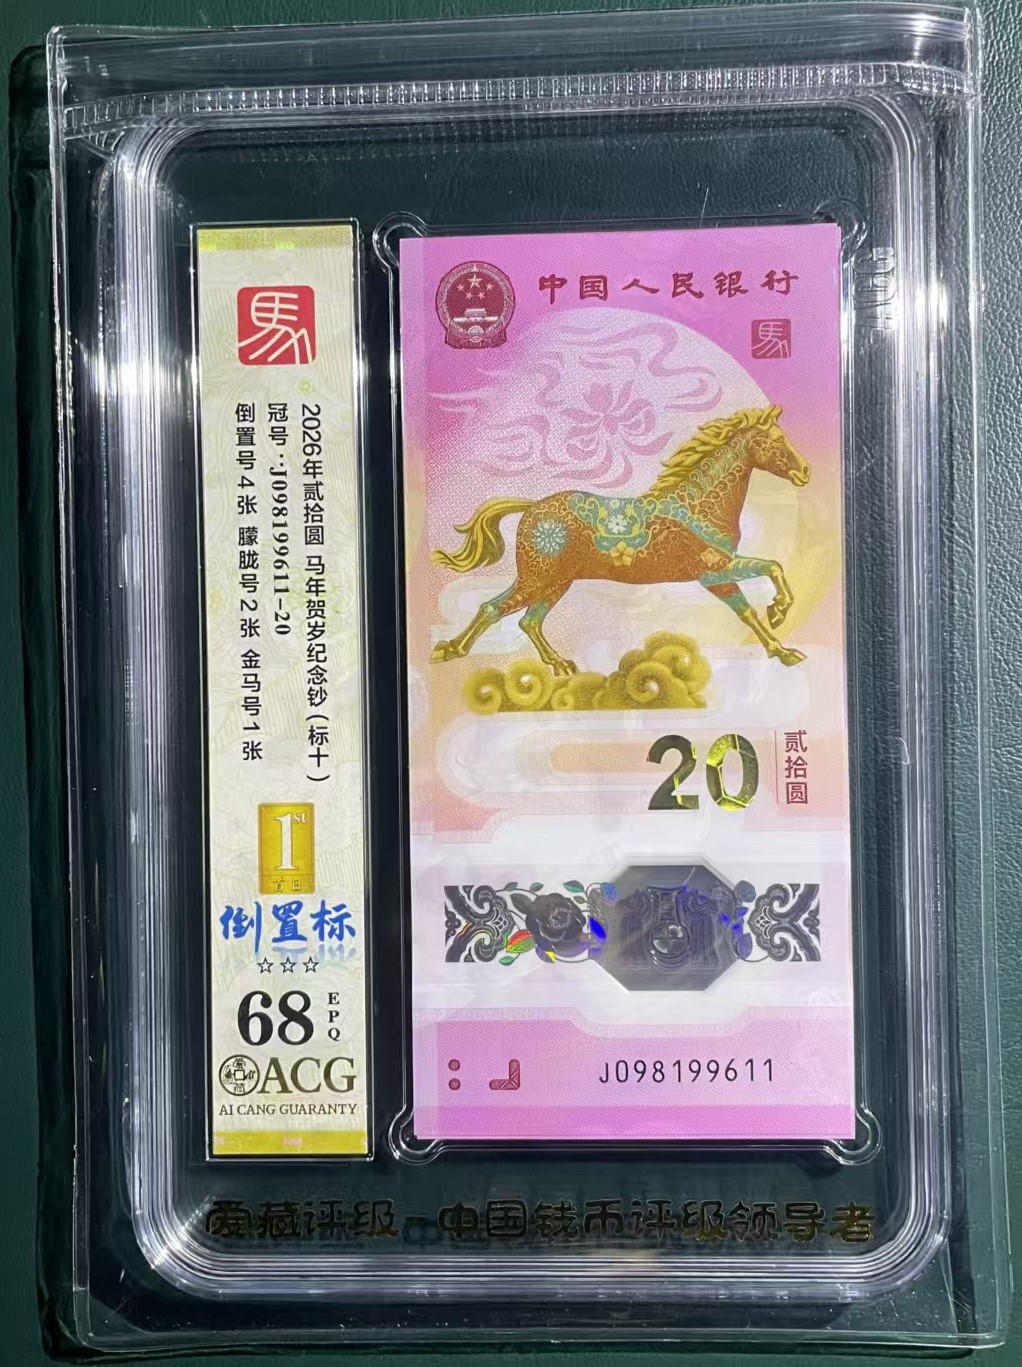 馬
2026年贰拾圆 马年贺岁纪念钞(标十)
冠号:J098199611-20
倒置号4张 朦胧号2张 金马号1张
1st
首日
倒置标
☆☆☆
68 EPQ
ACG
AI CANG GUARANTY
中国人民银行
馬
20 贰拾圆
J098199611
爱藏评级-中国钱币评级领导者